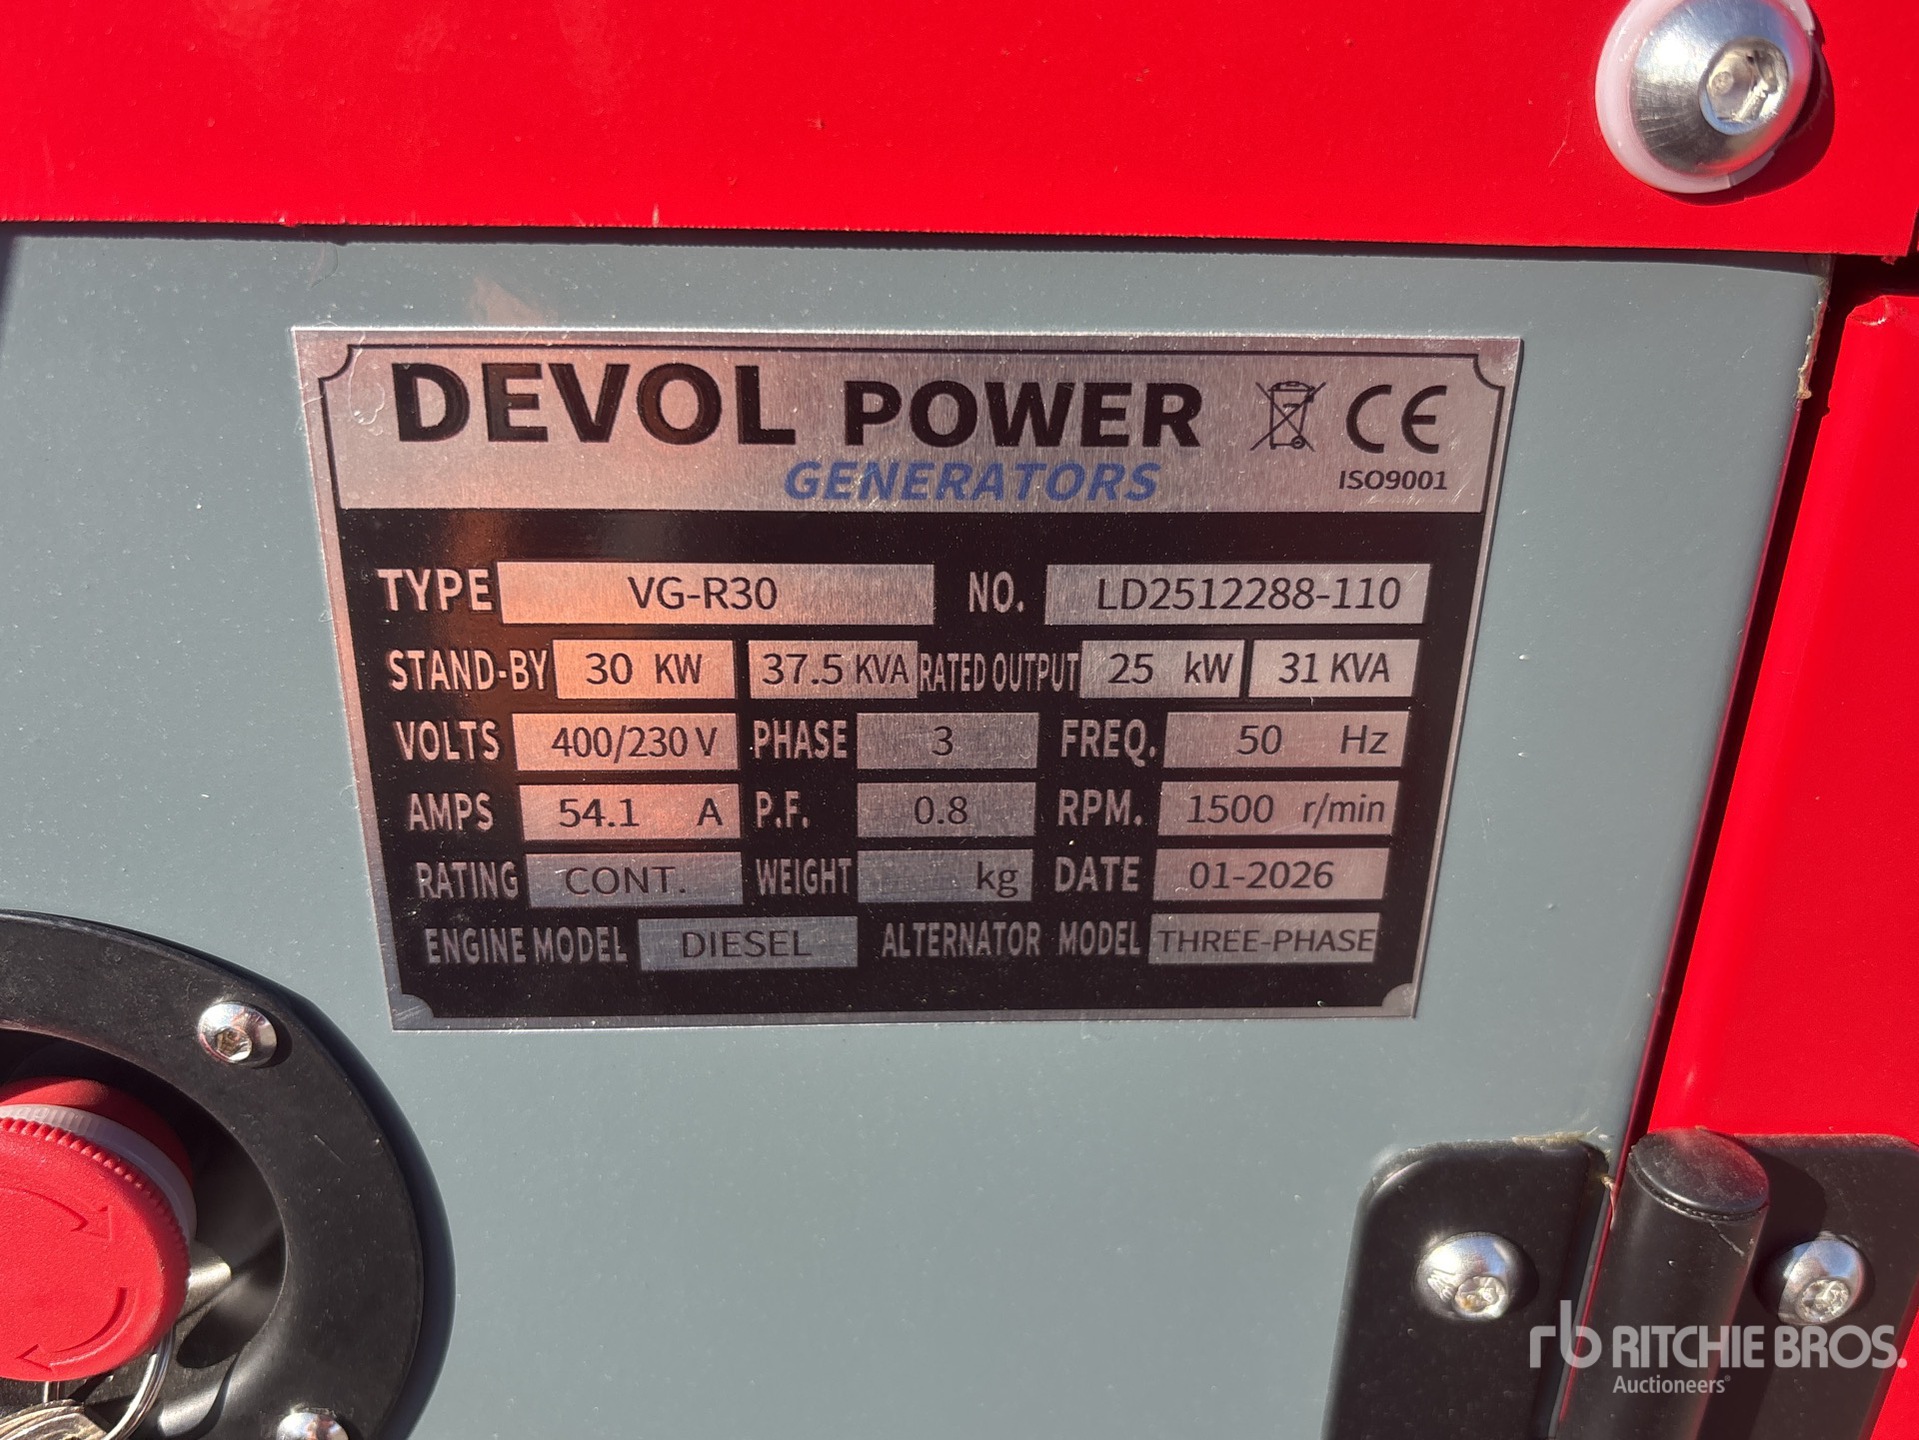 DEVOL POWER
GENERATORS
CE
ISO9001
TYPE VG-R30 NO. LD2512288-110
STAND-BY 30 KW 37.5 KVA RATED OUTPUT 25 kW 31 KVA
VOLTS 400/230 V PHASE 3 FREQ. 50 Hz
AMPS 54.1 A P.F. 0.8 RPM. 1500 r/min
RATING CONT. WEIGHT kg DATE 01-2026
ENGINE MODEL DIESEL ALTERNATOR MODEL THREE-PHASE
rb RITCHIE BROS.
Auctioneers®